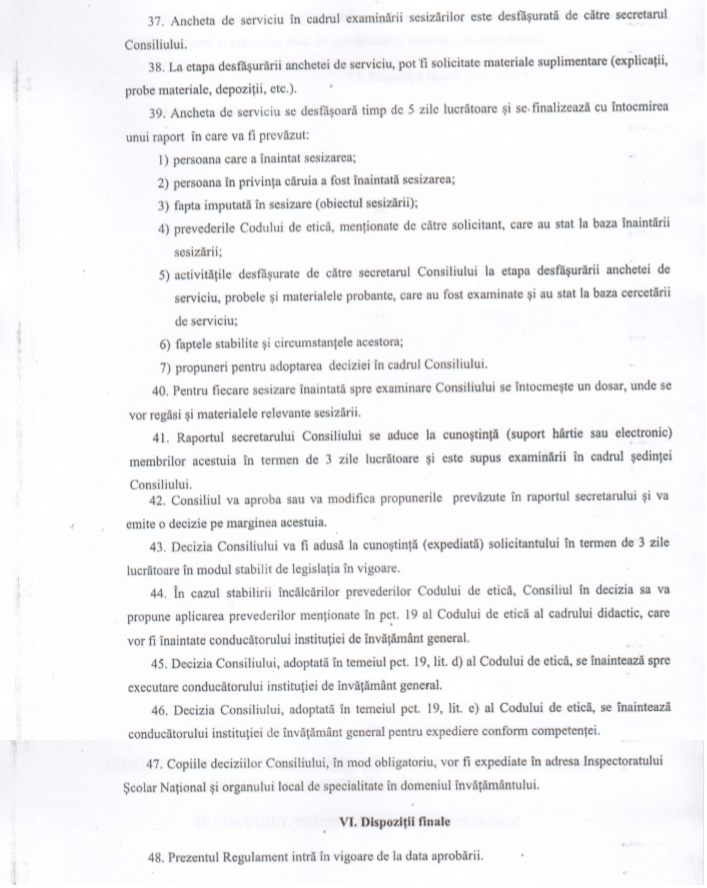 37. Ancheta de serviciu în cadrul examinării sesizărilor este desfășurată de către secretarul
Consiliului.
38. La etapa desfășurării anchetei de serviciu, pot fi solicitate materiale suplimentare (explicații,
probe materiale, depoziții, etc.).
39. Ancheta de serviciu se desfășoară timp de 5 zile lucrătoare și se finalizează cu întocmirea
unui raport în care va fi prevăzut:
1) persoana care a înaintat sesizarea;
2) persoana în privința căruia a fost înaintată sesizarea;
3) fapta imputată în sesizare (obiectul sesizării);
4) prevederile Codului de etică, menționate de către solicitant, care au stat la baza înaintării
sesizării;
5) activitățile desfășurate de către secretarul Consiliului la etapa desfășurării anchetei de
serviciu, probele și materialele probante, care au fost examinate și au stat la baza cercetării
de serviciu;
6) faptele stabilite și circumstanțele acestora;
7) propuneri pentru adoptarea deciziei în cadrul Consiliului.
40. Pentru fiecare sesizare înaintată spre examinare Consiliului se întocmește un dosar, unde se
vor regăsi și materialele relevante sesizării.
41. Raportul secretarului Consiliului se aduce la cunoștință (suport hârtie sau electronic)
membrilor acestuia în termen de 3 zile lucrătoare și este supus examinării în cadrul ședinței
Consiliului.
42. Consiliul va aproba sau va modifica propunerile prevăzute în raportul secretarului și va
emite o decizie pe marginea acestuia.
43. Decizia Consiliului va fi adusă la cunoștință (expediată) solicitantului în termen de 3 zile
lucrătoare în modul stabilit de legislația în vigoare.
44. În cazul stabilirii încălcărilor prevederilor Codului de etică, Consiliul în decizia sa va
propune aplicarea prevederilor menționate în pct. 19 al Codului de etică al cadrului didactic, care
vor fi înaintate conducătorului instituției de învățământ general.
45. Decizia Consiliului, adoptată în temeiul pct. 19, lit. d) al Codului de etică, se înaintează spre
executare conducătorului instituției de învățământ general.
46. Decizia Consiliului, adoptată în temeiul pct. 19, lit. e) al Codului de etică, se înaintează
conducătorului instituției de învățământ general pentru expediere conform competenței.
47. Copiile deciziilor Consiliului, în mod obligatoriu, vor fi expediate în adresa Inspectoratului
Școlar Național și organului local de specialitate în domeniul învățământului.
VI. Dispoziții finale
48. Prezentul Regulament intră în vigoare de la data aprobării.